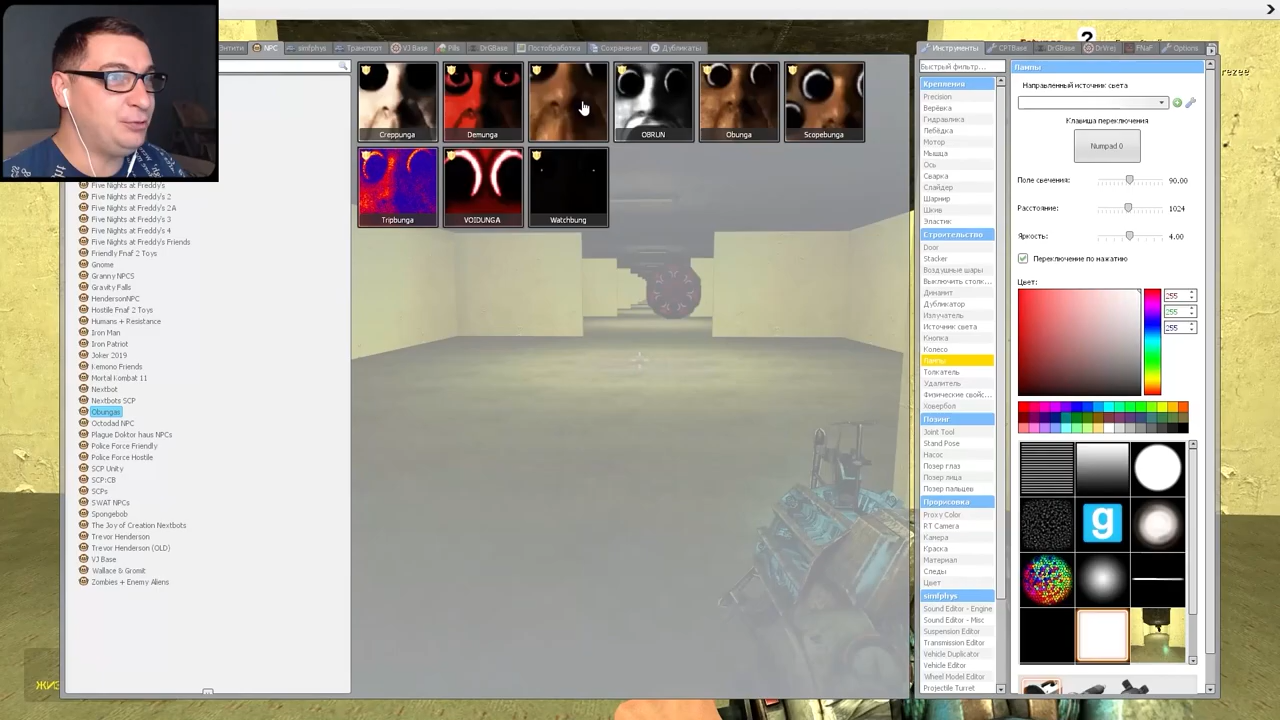 NPC
simfphys
Транспорт
VJ Base
Pills
DrGBase
Постобработка
Сохранения
Дубликаты
Creppunga
Demunga
OBRUN
Obunga
Scopebunga
Tripbunga
VOIDUNGA
Watchbung
Five Nights at Freddy's
Five Nights at Freddy's 2
Five Nights at Freddy's 2A
Five Nights at Freddy's 3
Five Nights at Freddy's 4
Five Nights at Freddy's Friends
Friendly Fnaf 2 Toys
Gnome
Granny NPCS
Gravity Falls
HendersonNPC
Hostile Fnaf 2 Toys
Humans + Resistance
Iron Man
Iron Patriot
Joker 2019
Kemono Friends
Mortal Kombat 11
Nextbot
Nextbots SCP
Obungas
Octodad NPC
Plague Doktor haus NPCs
Police Force Friendly
Police Force Hostile
SCP Unity
SCP:CB
SCPs
SWAT NPCs
Spongebob
The Joy of Creation Nextbots
Trevor Henderson
Trevor Henderson (OLD)
VJ Base
Wallace & Gromit
Zombies + Enemy Aliens
Инструменты
CPTBase
DrGBase
FNaF
Options
Быстрый фильтр...
Крепления
Precision
Верёвка
Гидравлика
Лебёдка
Мотор
Мышца
Ось
Сварка
Слайдер
Шарнир
Шкив
Эластик
Строительство
Door
Stacker
Воздушные шары
Выключить столк...
Динамит
Дубликатор
Излучатель
Источник света
Кнопка
Колесо
Лампы
Толкатель
Удалитель
Физические свойс...
Ховербол
Позинг
Joint Tool
Stand Pose
Насос
Позер глаз
Позер лица
Позер пальцев
Прорисовка
Proxy Color
RT Camera
Камера
Краска
Материал
Следы
Цвет
simfphys
Sound Editor - Engine
Sound Editor - Misc
Suspension Editor
Transmission Editor
Vehicle Duplicator
Vehicle Editor
Wheel Model Editor
Projectile Turret
Лампы
Направленный источник света
Клавиша переключения
Numpad 0
Поле свечения:
90.00
Расстояние:
1024
Яркость:
4.00
Переключение по нажатию
Цвет:
255
255
255
g